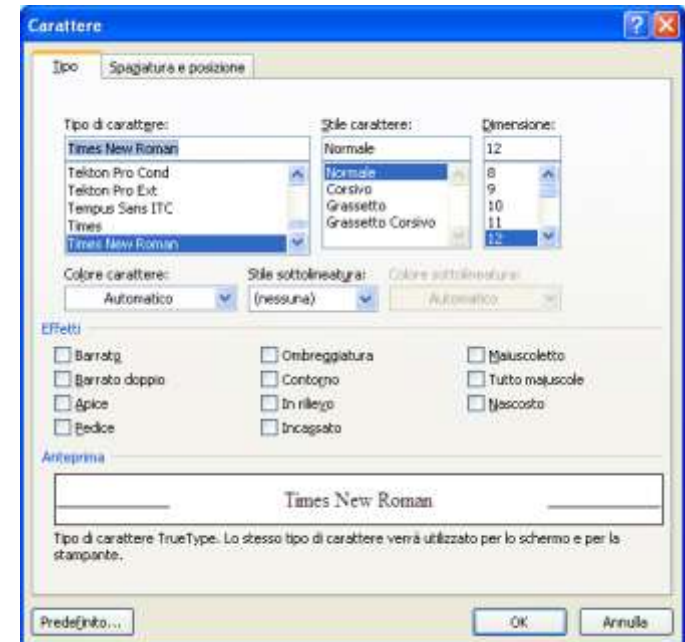 Carattere
Tipo Spaziatura e posizione
Tipo di carattere: Stile carattere: Dimensione:
Times New Roman Normale 12
Tekton Pro Cond Normale 8
Tekton Pro Ext Corsivo 9
Tempus Sans ITC Grassetto 10
Times Grassetto Corsivo 11
Times New Roman 12
Colore carattere: Stile sottolineatura: Colore sottolineatura:
Automatico (nessuna) Automatico
Effetti
Barrato Ombreggiatura Maiuscoletto
Barrato doppio Contorno Tutto maiuscole
Apice In rilievo Nascosto
Pedice Incassato
Anteprima
Times New Roman
Tipo di carattere TrueType. Lo stesso tipo di carattere verrà utilizzato per lo schermo e per la
stampante.
Predefinito... OK Annulla